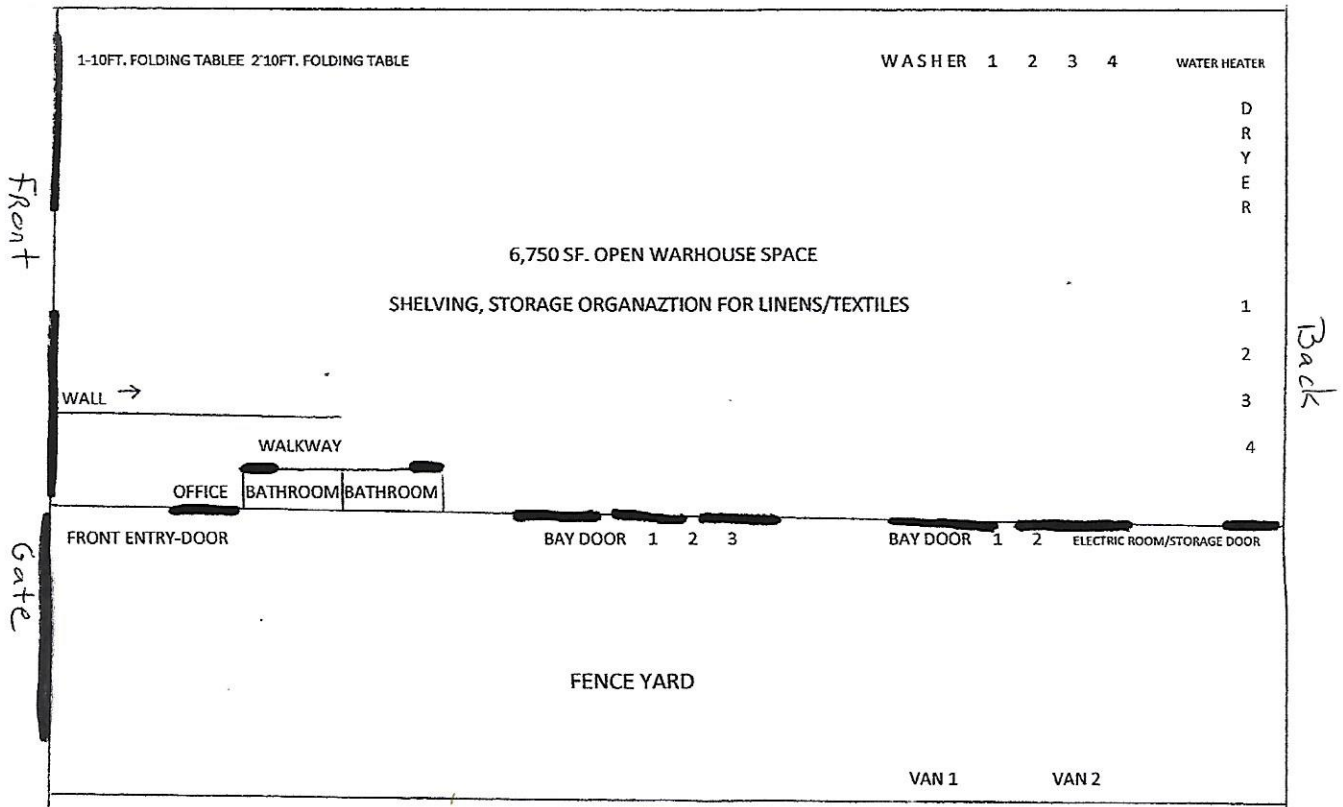 1-10FT. FOLDING TABLEE 2"10FT. FOLDING TABLE
WASHER 1 2 3 4
WATER HEATER
DRYER
1
2
3
4
Front
6,750 SF. OPEN WARHOUSE SPACE
SHELVING, STORAGE ORGANAZTION FOR LINENS/TEXTILES
Back
WALL →
WALKWAY
OFFICE
BATHROOM
BATHROOM
FRONT ENTRY-DOOR
BAY DOOR 1 2 3
BAY DOOR 1 2
ELECTRIC ROOM/STORAGE DOOR
Gate
FENCE YARD
VAN 1
VAN 2